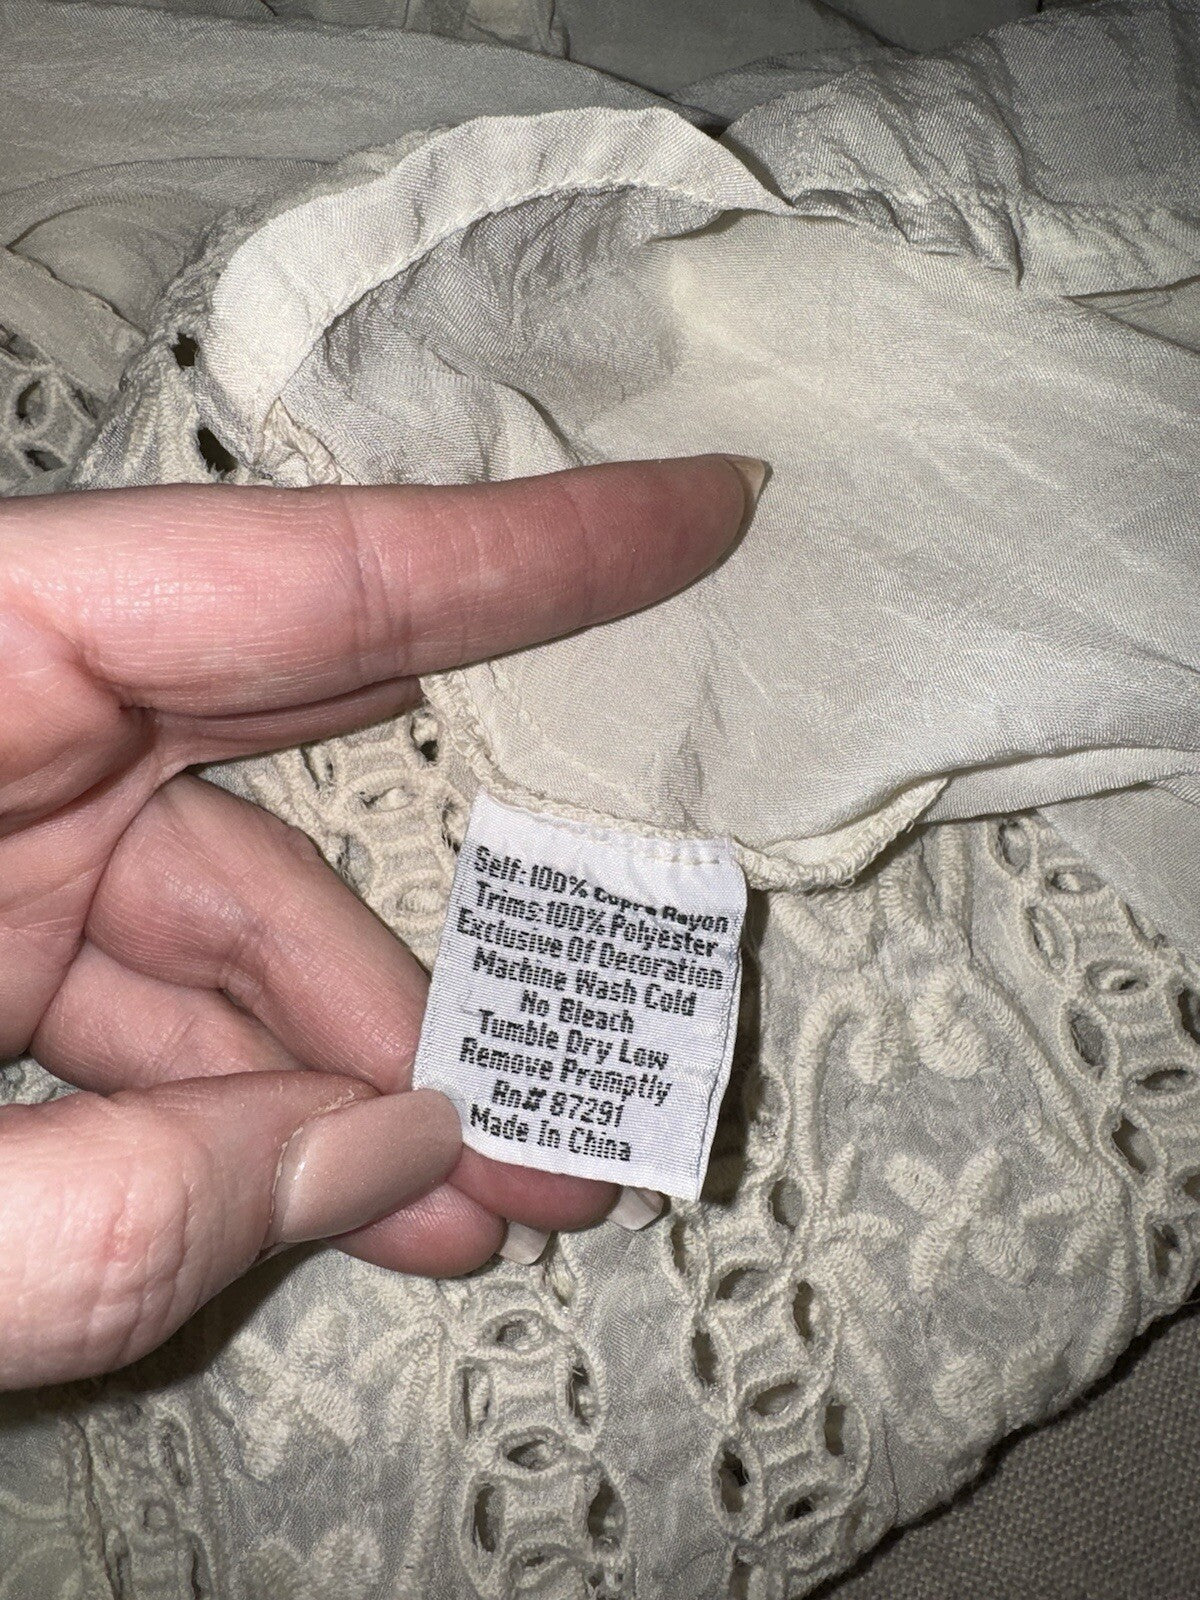 Self:100% Cupra Rayon
Trims:100% Polyester
Exclusive Of Decoration
Machine Wash Cold
No Bleach
Tumble Dry Low
Remove Promptly
Rn# 87291
Made In China